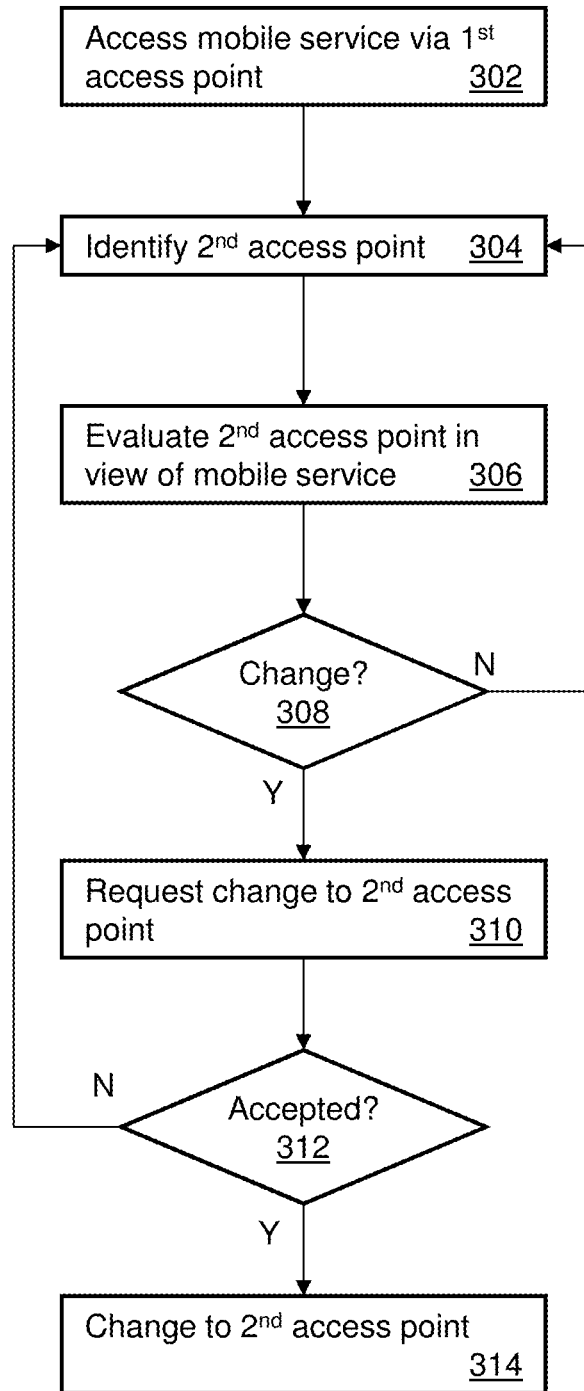 Access mobile service via 1st
access point 302
Identify 2nd access point 304
Evaluate 2nd access point in
view of mobile service 306
Change?
308
N
Y
Request change to 2nd access
point 310
N
Accepted?
312
Y
Change to 2nd access point
314